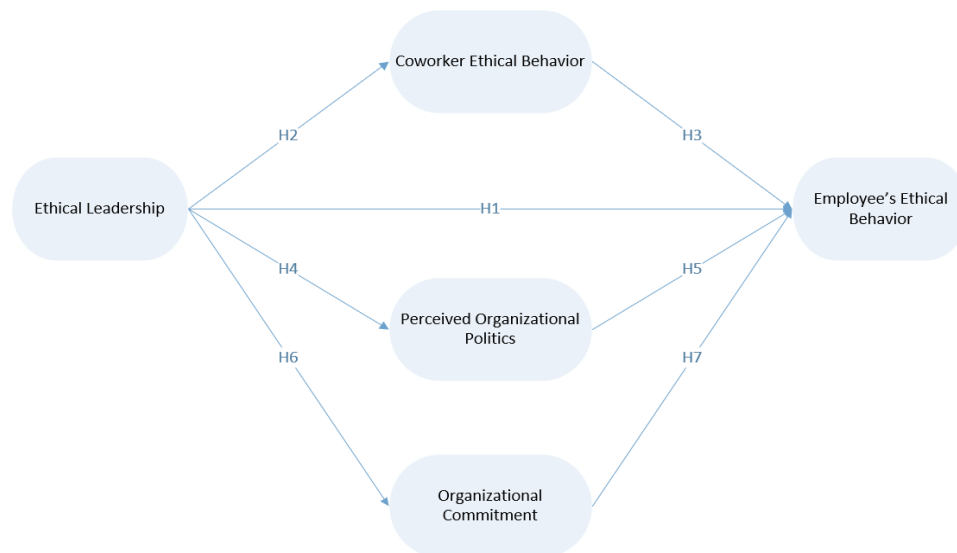 Coworker Ethical Behavior
H2
H3
Ethical Leadership
H1
Employee’s Ethical
Behavior
H4
H5
Perceived Organizational
Politics
H6
H7
Organizational
Commitment